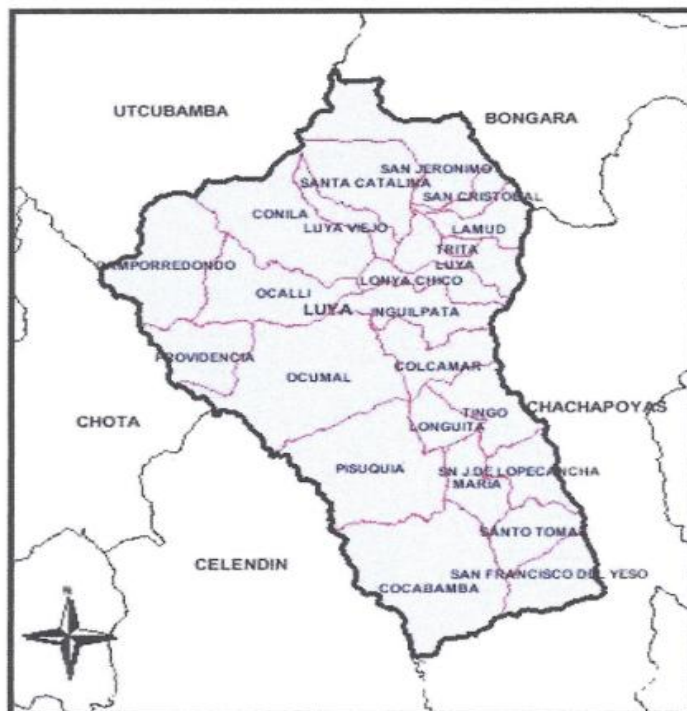 UTCUBAMBA
BONGARA
SAN JERONIMO
SANTA CATALINA
SAN CRISTOBAL
CONILA
LUYA VIEJO
LAMUD
TRITA
LUYA
CAMPORREDONDO
LONYA CHICO
OCALLI
LUYA
INGUILPATA
PROVIDENCIA
COLCAMAR
OCUMAL
TINGO
CHACHAPOYAS
CHOTA
LONGUITA
PISUQUIA
SN J.DE LOPECANCHA
MARIA
SANTO TOMAS
CELENDIN
SAN FRANCISCO DEL YESO
COCABAMBA
N